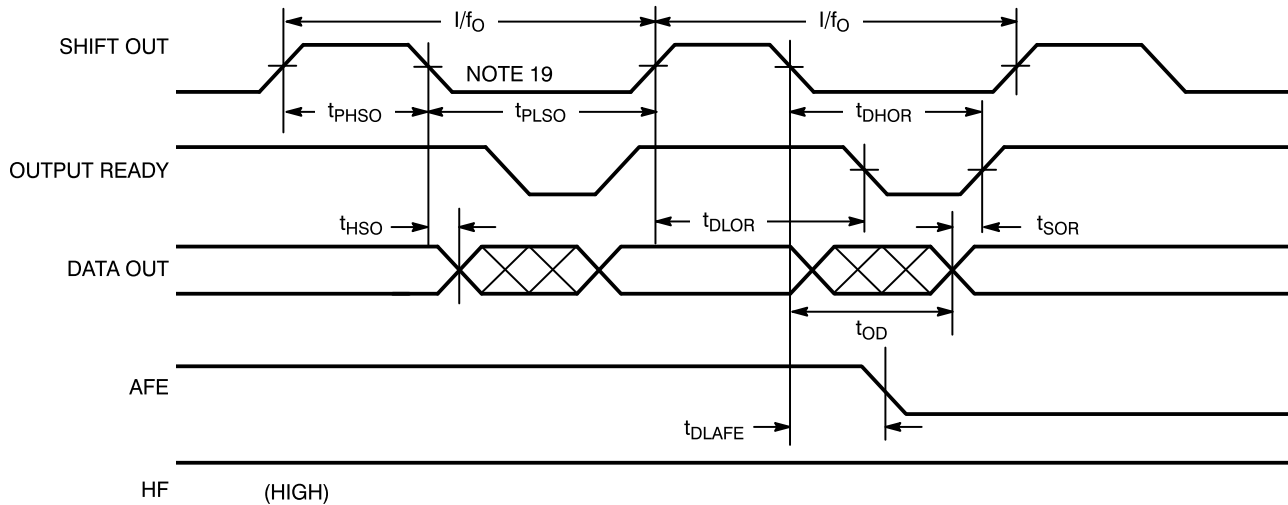 I/fO I/fO
SHIFT OUT
NOTE 19
tPHSO tPLSO tDHOR
OUTPUT READY
tHSO tDLOR tSOR
DATA OUT
tOD
AFE
tDLAFE
HF (HIGH)